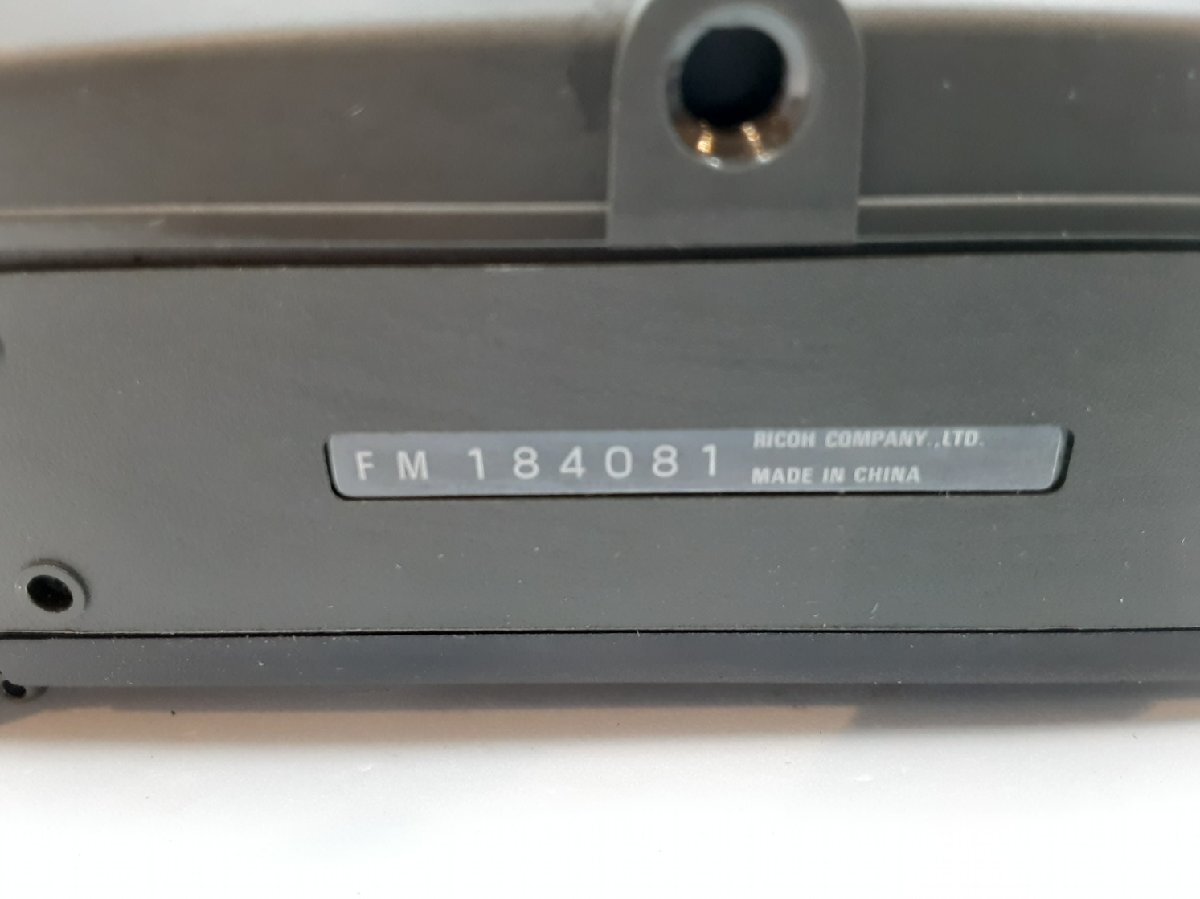 FM 184081
RICOH COMPANY.,LTD.
MADE IN CHINA